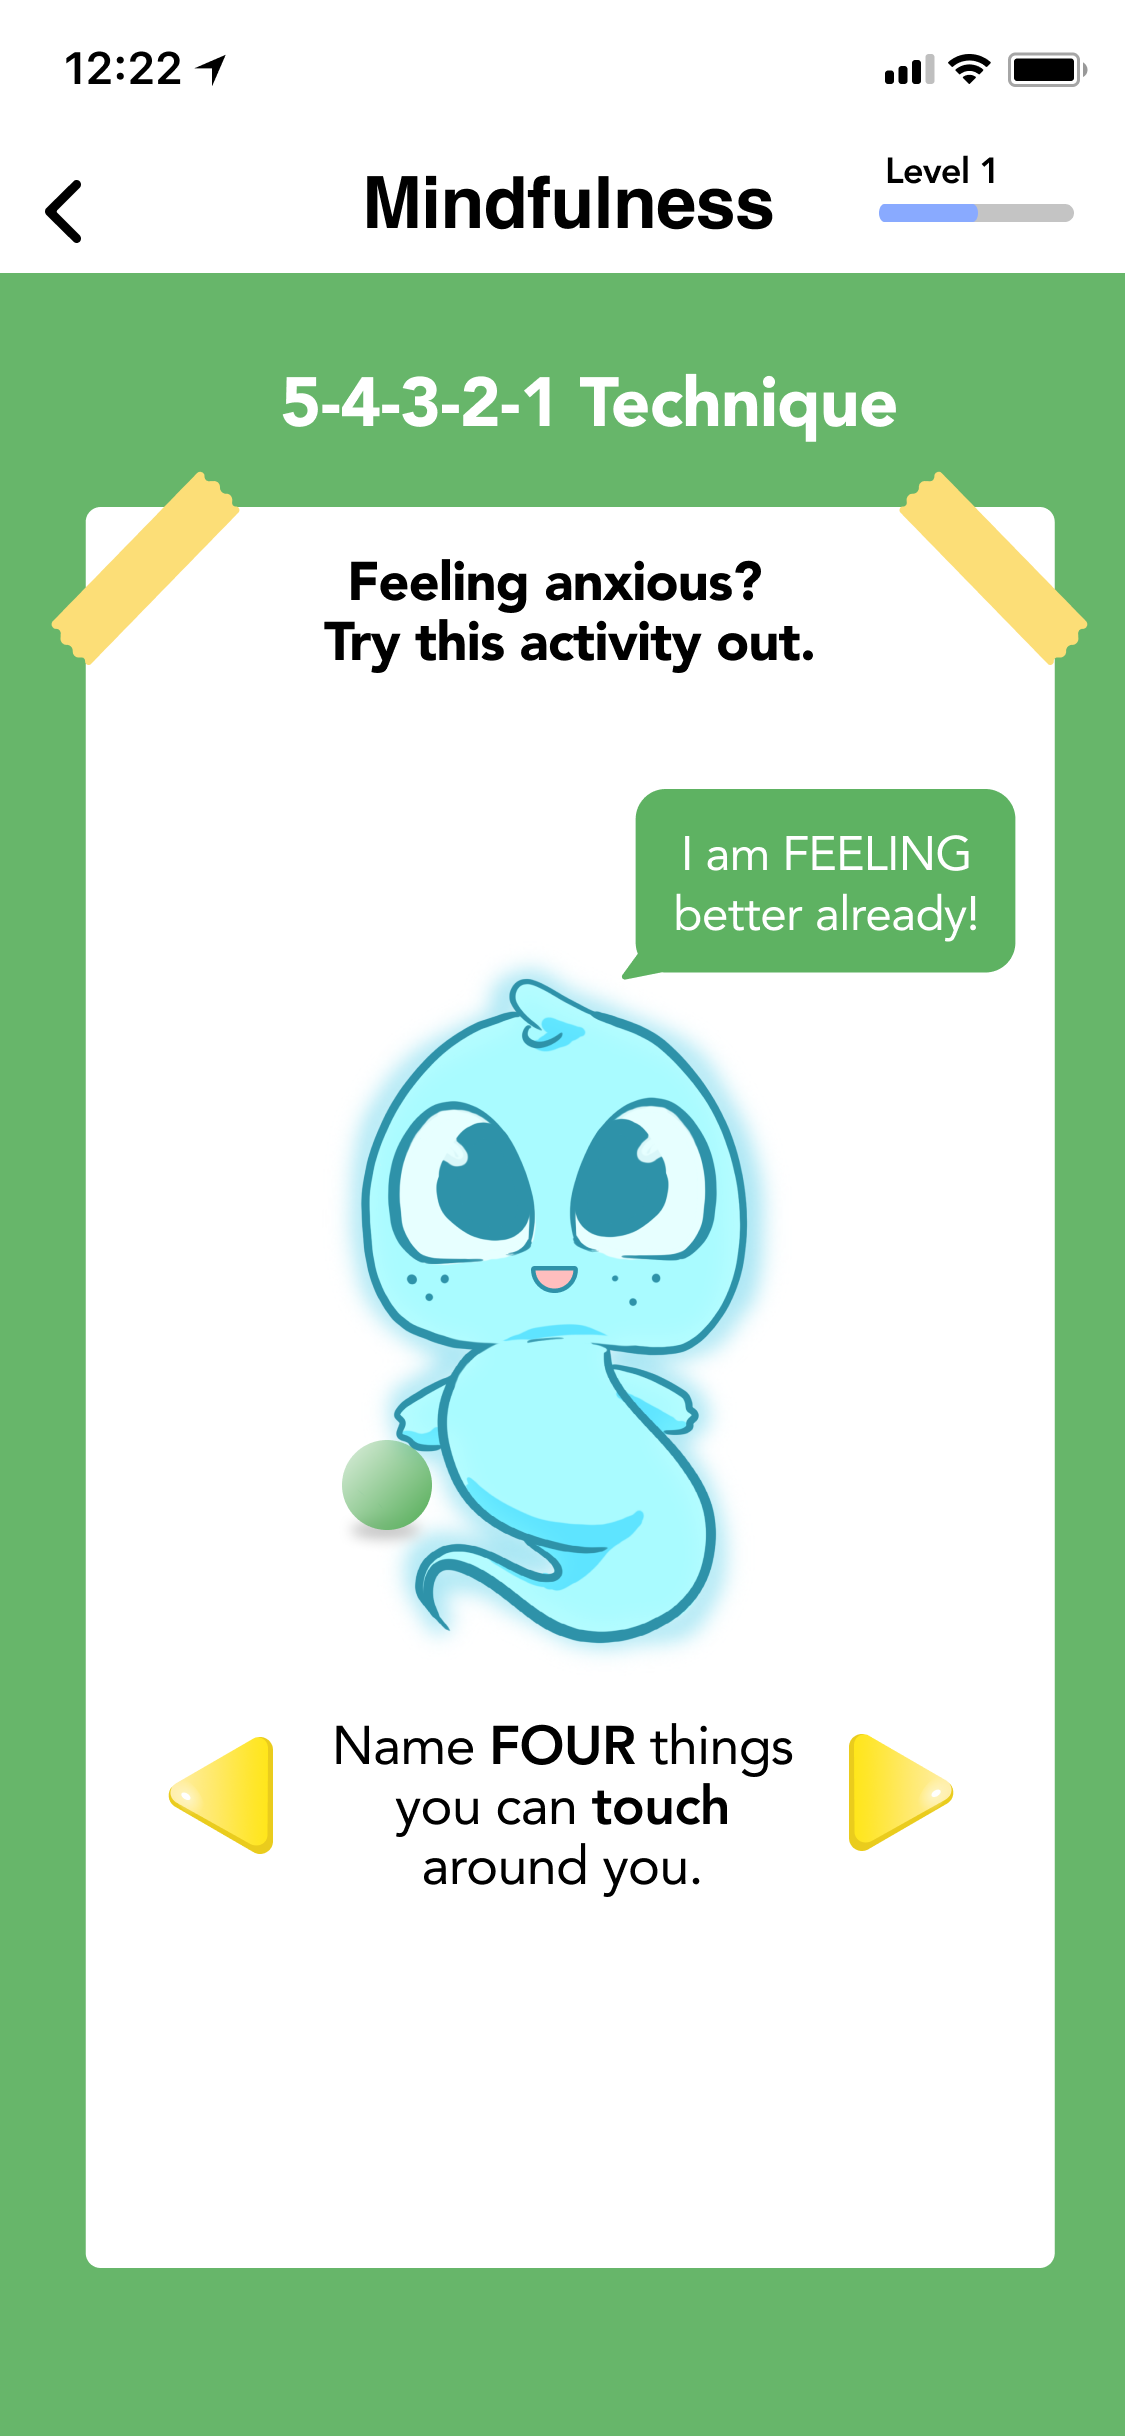 12:22
Level 1
Mindfulness
5-4-3-2-1 Technique
Feeling anxious?
Try this activity out.
I am FEELING
better already!
Name FOUR things
you can touch
around you.